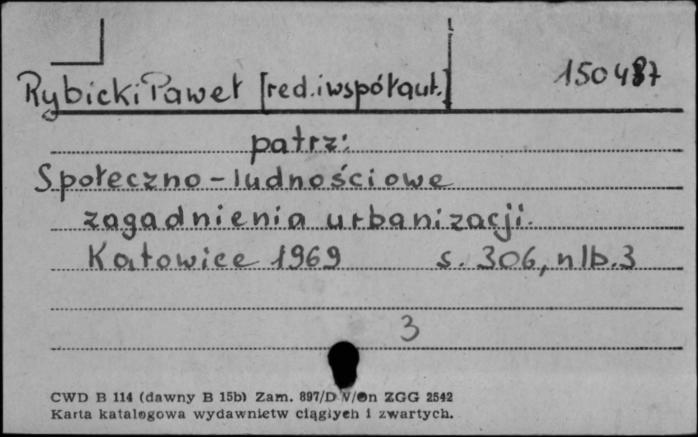 Rybicki Paweł [red. i współaut.] 150487
patrz:
Społeczno-ludnościowe
zagadnienia urbanizacji.
Katowice 1969 s. 306, nlb. 3
3
CWD B 114 (dawny B 15b) Zam. 897/D V/Gn ZGG 2542
Karta katalogowa wydawnictw ciągłych i zwartych.